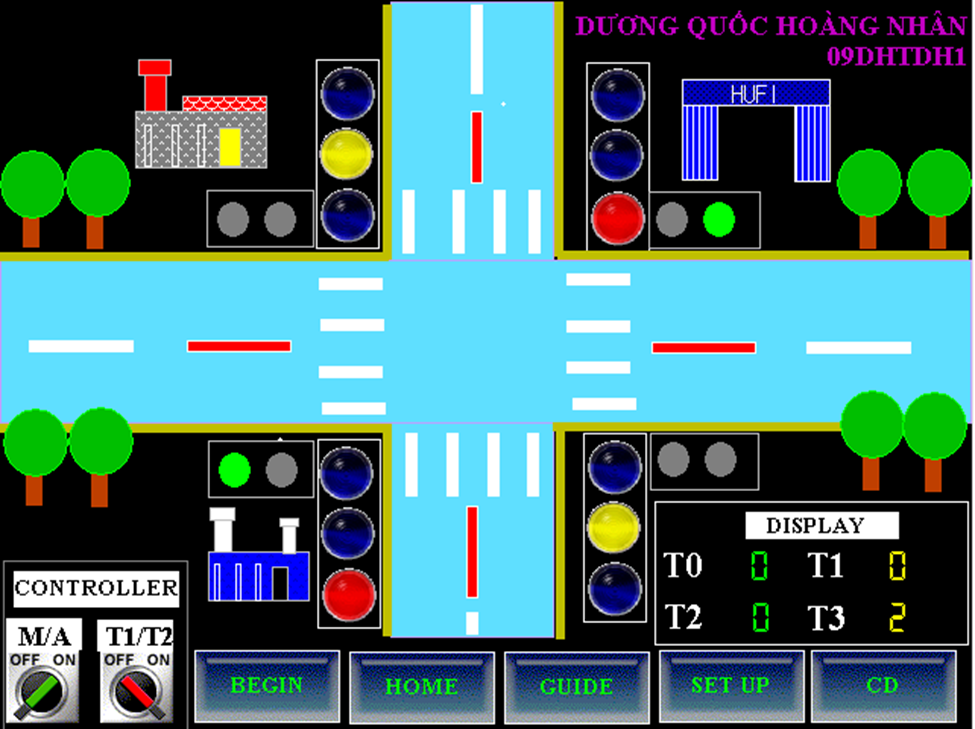 DƯƠNG QUỐC HOÀNG NHÂN
09DHTDH1
HUFI
DISPLAY
T0 0 T1 0
T2 0 T3 2
CONTROLLER
M/A T1/T2
OFF ON OFF ON
BEGIN HOME GUIDE SET UP CD